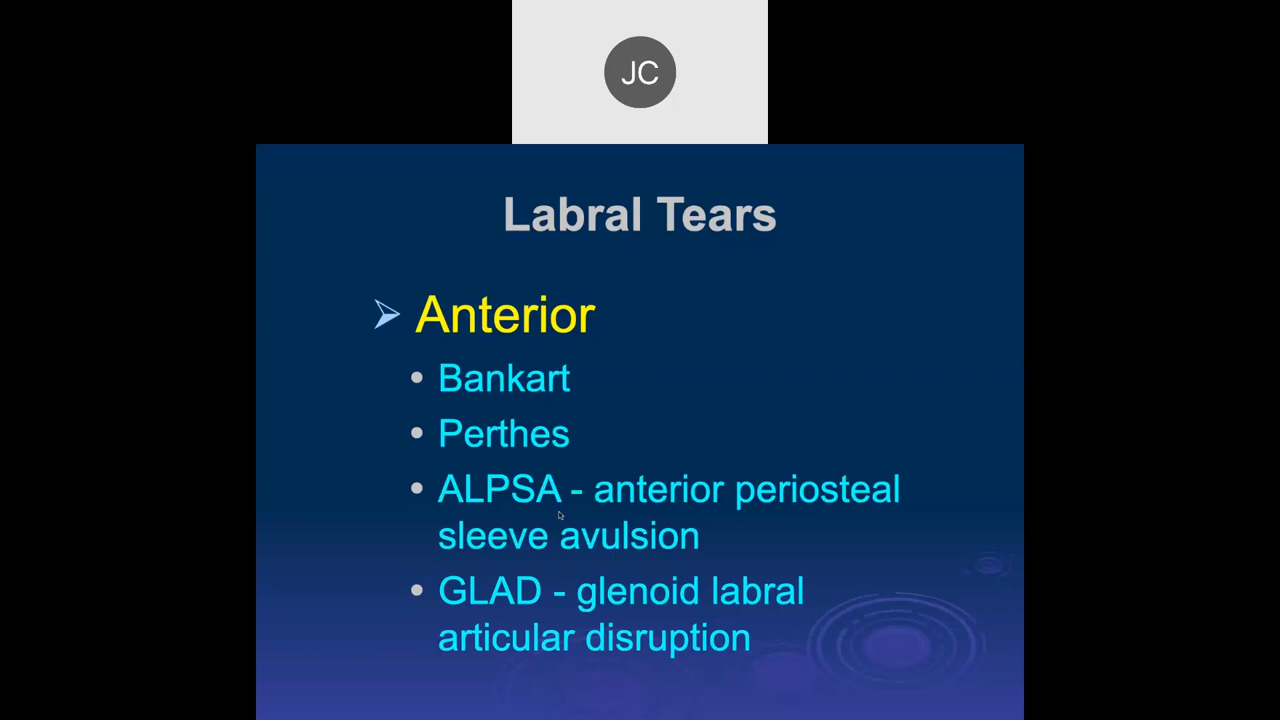 JC
Labral Tears
Anterior
• Bankart
• Perthes
• ALPSA - anterior periosteal
sleeve avulsion
• GLAD - glenoid labral
articular disruption